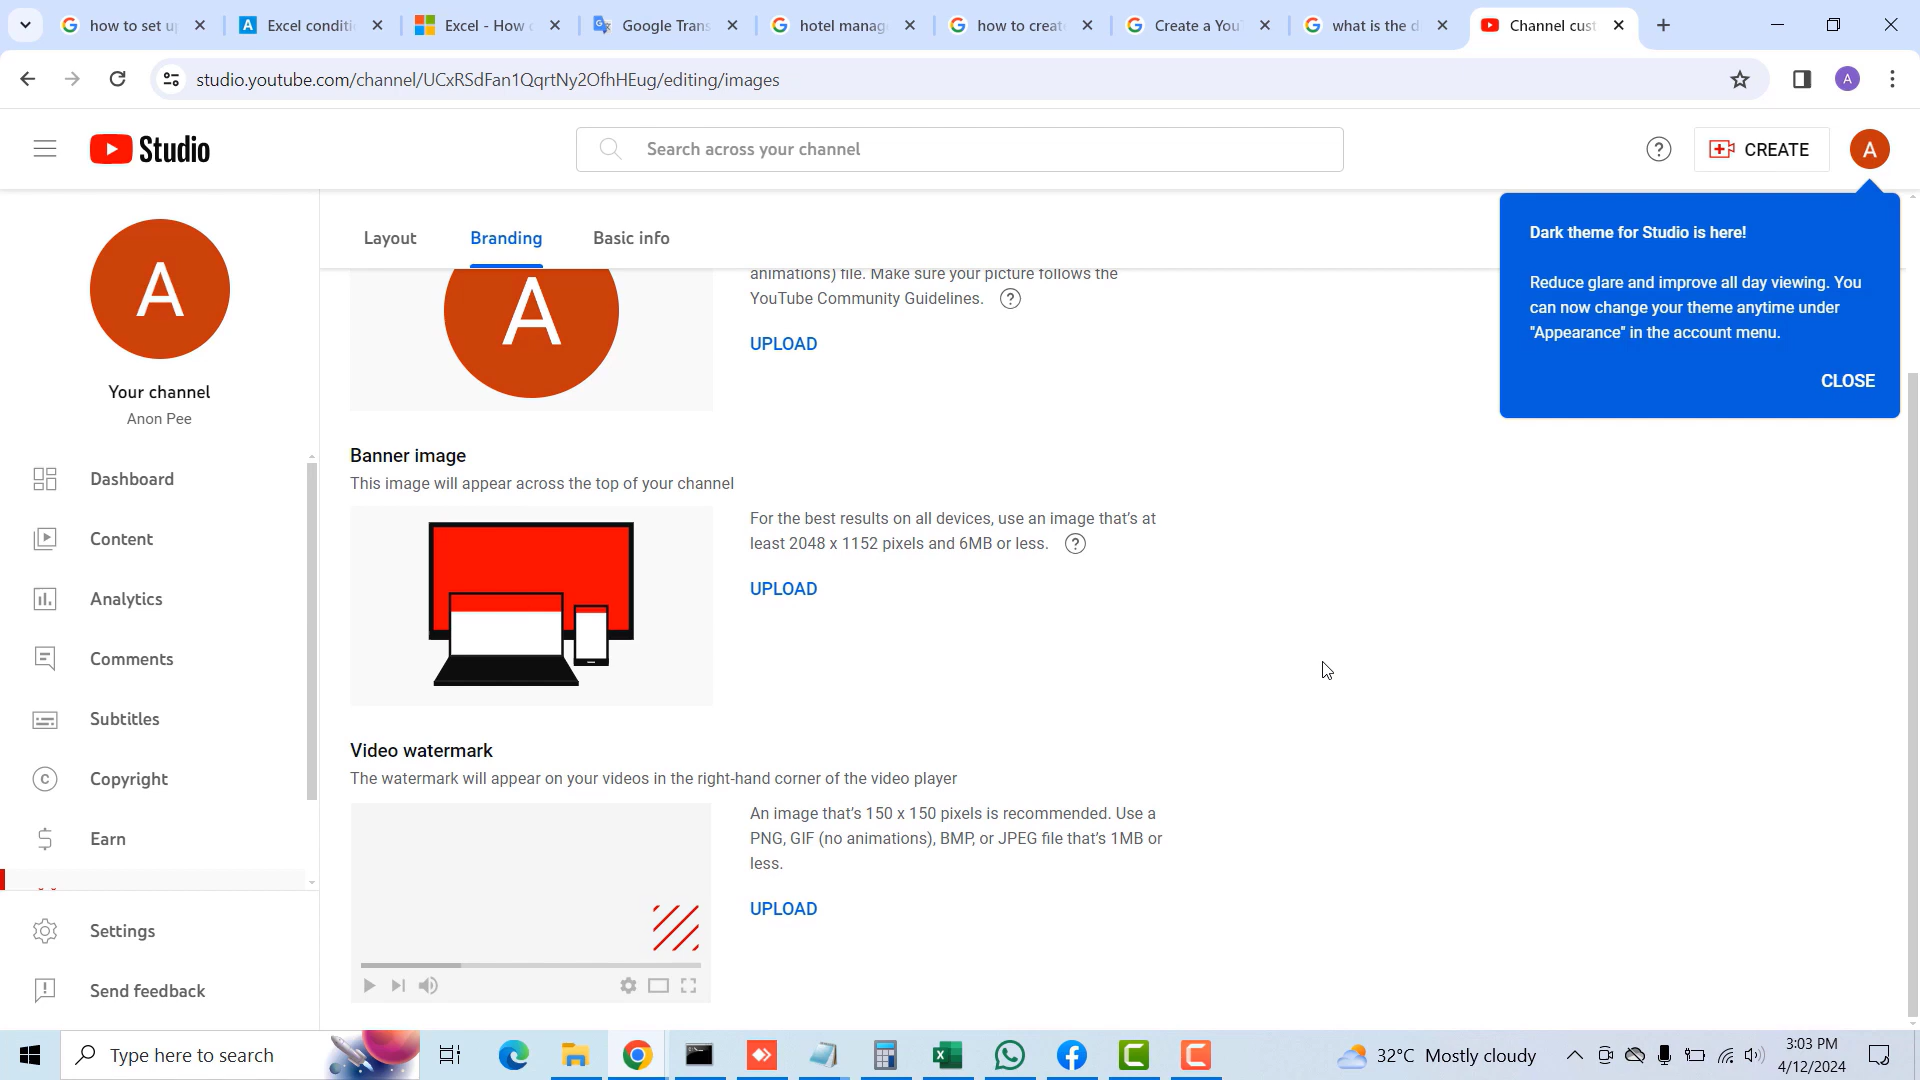 how to set u
Excel conditi
Excel - How
Google Trans
hotel manag
how to creat
Create a You
what is the d
Channel cust
studio.youtube.com/channel/UCxRSdFan1QqrtNy2OfhHEug/editing/images
A
Studio
Search across your channel
CREATE
A
A
Your channel
Anon Pee
Dashboard
Content
Analytics
Comments
Subtitles
Copyright
Earn
Settings
Send feedback
Layout
Branding
Basic info
A
animations) file. Make sure your picture follows the
YouTube Community Guidelines.
UPLOAD
Dark theme for Studio is here!
Reduce glare and improve all day viewing. You
can now change your theme anytime under
"Appearance" in the account menu.
CLOSE
Banner image
This image will appear across the top of your channel
For the best results on all devices, use an image that's at
least 2048 x 1152 pixels and 6MB or less.
UPLOAD
Video watermark
The watermark will appear on your videos in the right-hand corner of the video player
An image that's 150 x 150 pixels is recommended. Use a
PNG, GIF (no animations), BMP, or JPEG file that's 1MB or
less.
UPLOAD
Type here to search
32°C Mostly cloudy
3:03 PM
4/12/2024